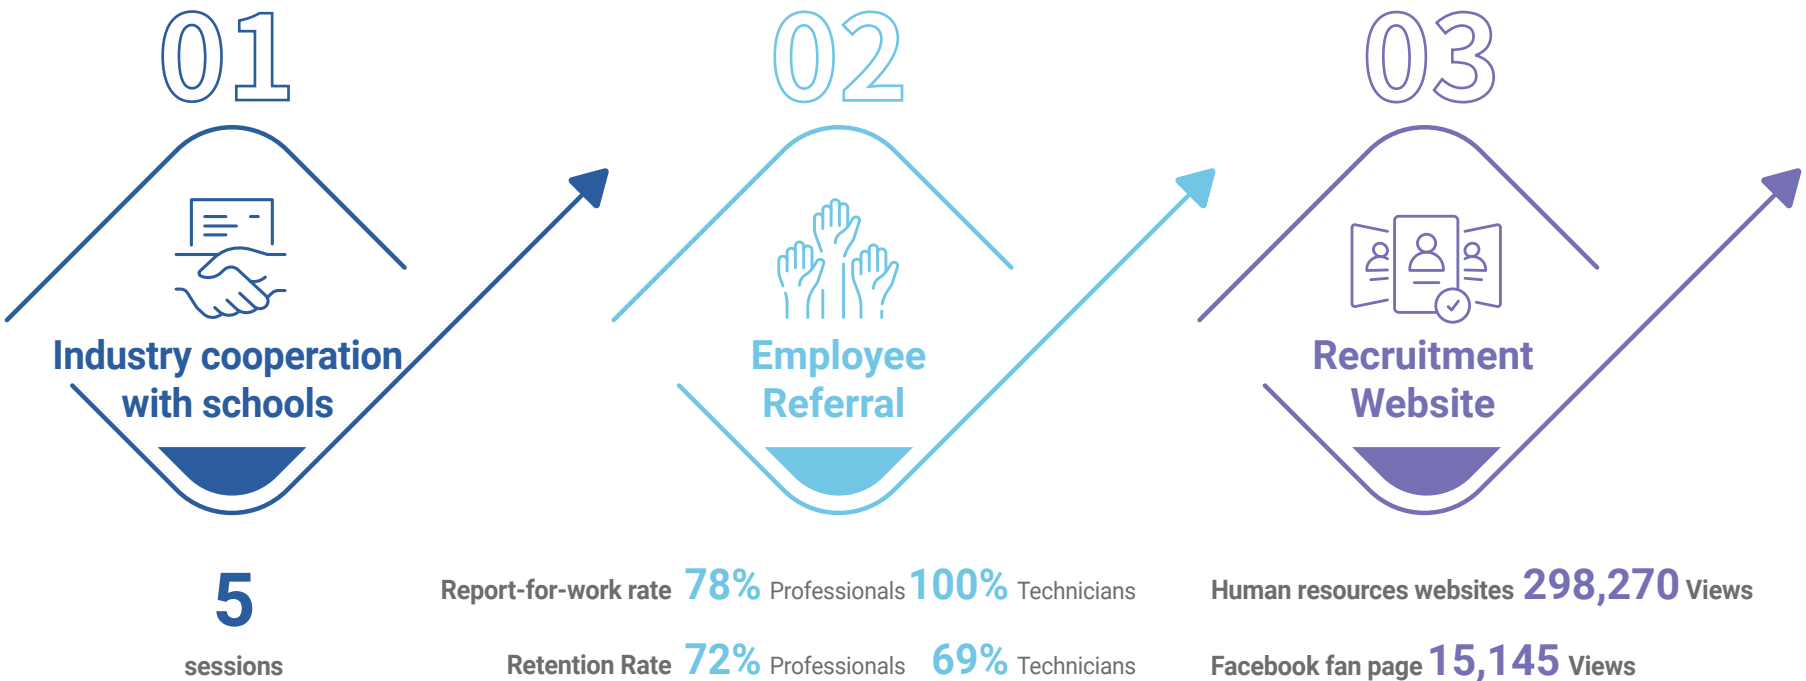 01
Industry cooperation
with schools
5
sessions
02
Employee
Referral
Report-for-work rate 78% Professionals 100% Technicians
Retention Rate 72% Professionals 69% Technicians
03
Recruitment
Website
Human resources websites 298,270 Views
Facebook fan page 15,145 Views